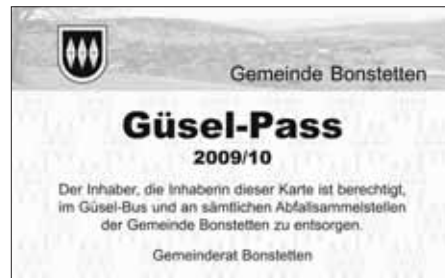 Gemeinde Bonstetten
Güsel-Pass
2009/10
Der Inhaber, die Inhaberin dieser Karte ist berechtigt,
im Güsel-Bus und an sämtlichen Abfallsammelstellen
der Gemeinde Bonstetten zu entsorgen.
Gemeinderat Bonstetten